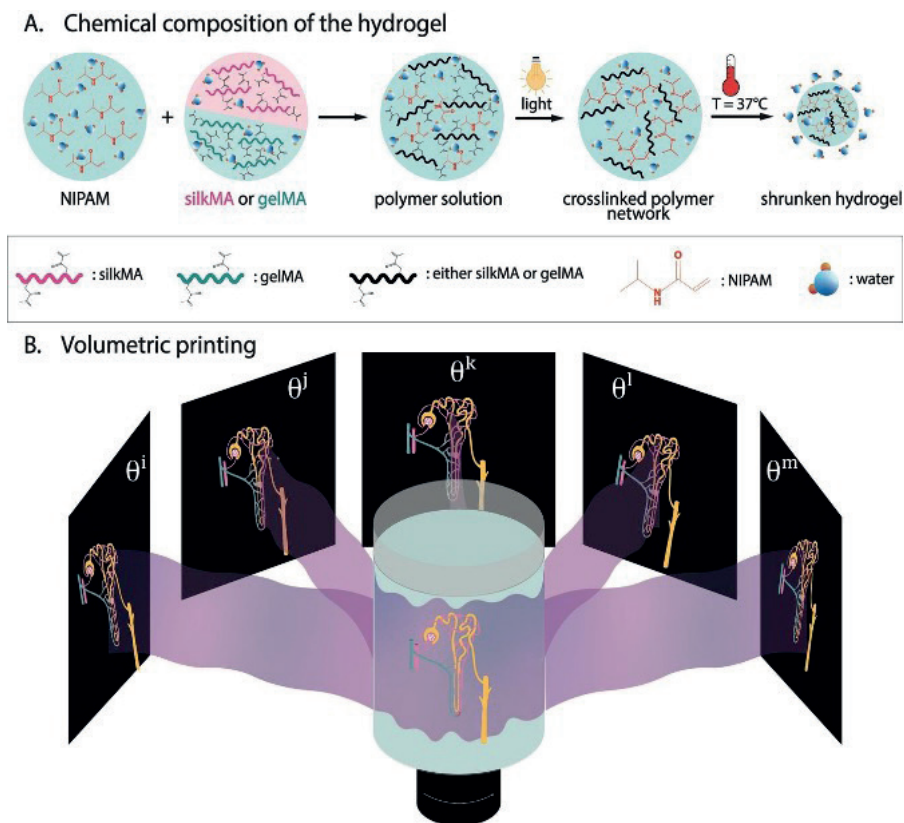 A. Chemical composition of the hydrogel
light
T = 37℃
NIPAM
+
silkMA or gelMA
polymer solution
crosslinked polymer
network
shrunken hydrogel
: silkMA
: gelMA
: either silkMA or gelMA
O
N
H
: NIPAM
: water
B. Volumetric printing
θⁱ
θʲ
θᵏ
θˡ
θᵐ